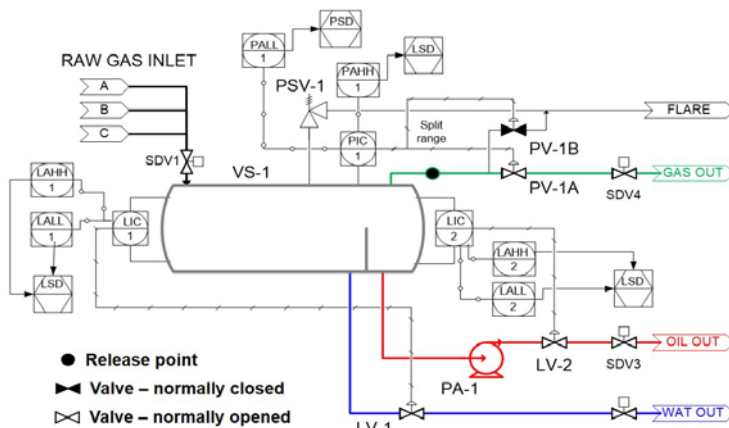 PALL
1
PSD
RAW GAS INLET
A
B
C
PSV-1
PAHH
1
LSD
FLARE
PIC
1
Split
range
PV-1B
SDV1
VS-1
PV-1A
GAS OUT
SDV4
LAHH
1
LALL
1
LIC
1
LIC
2
LAHH
2
LALL
2
LSD
LSD
OIL OUT
LV-2
SDV3
PA-1
Release point
Valve – normally closed
Valve – normally opened
LV-1
WAT OUT